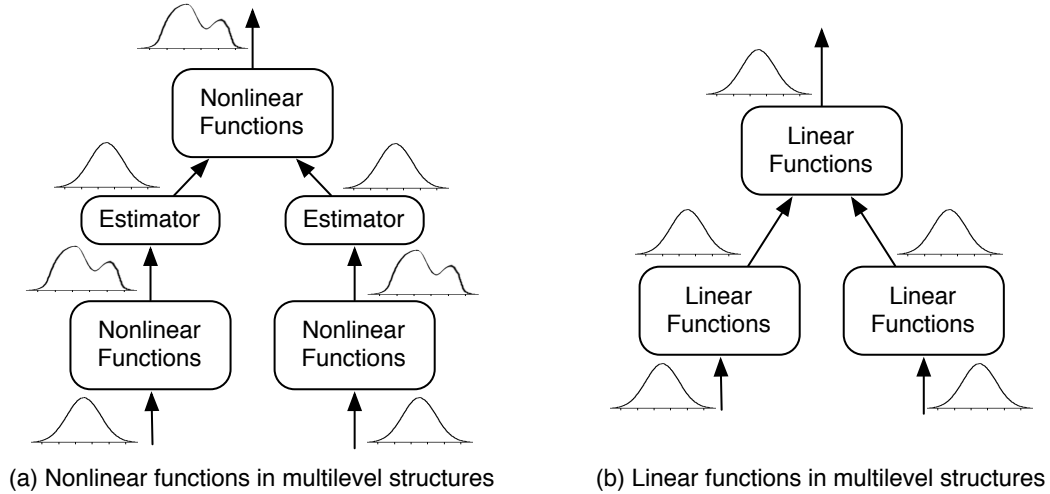 Nonlinear
Functions
Estimator
Estimator
Nonlinear
Functions
Nonlinear
Functions
(a) Nonlinear functions in multilevel structures
Linear
Functions
Linear
Functions
Linear
Functions
(b) Linear functions in multilevel structures